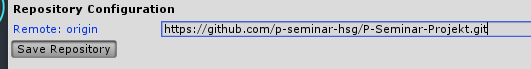 Repository Configuration
Remote: origin https://github.com/p-seminar-hsg/P-Seminar-Projekt.git
Save Repository